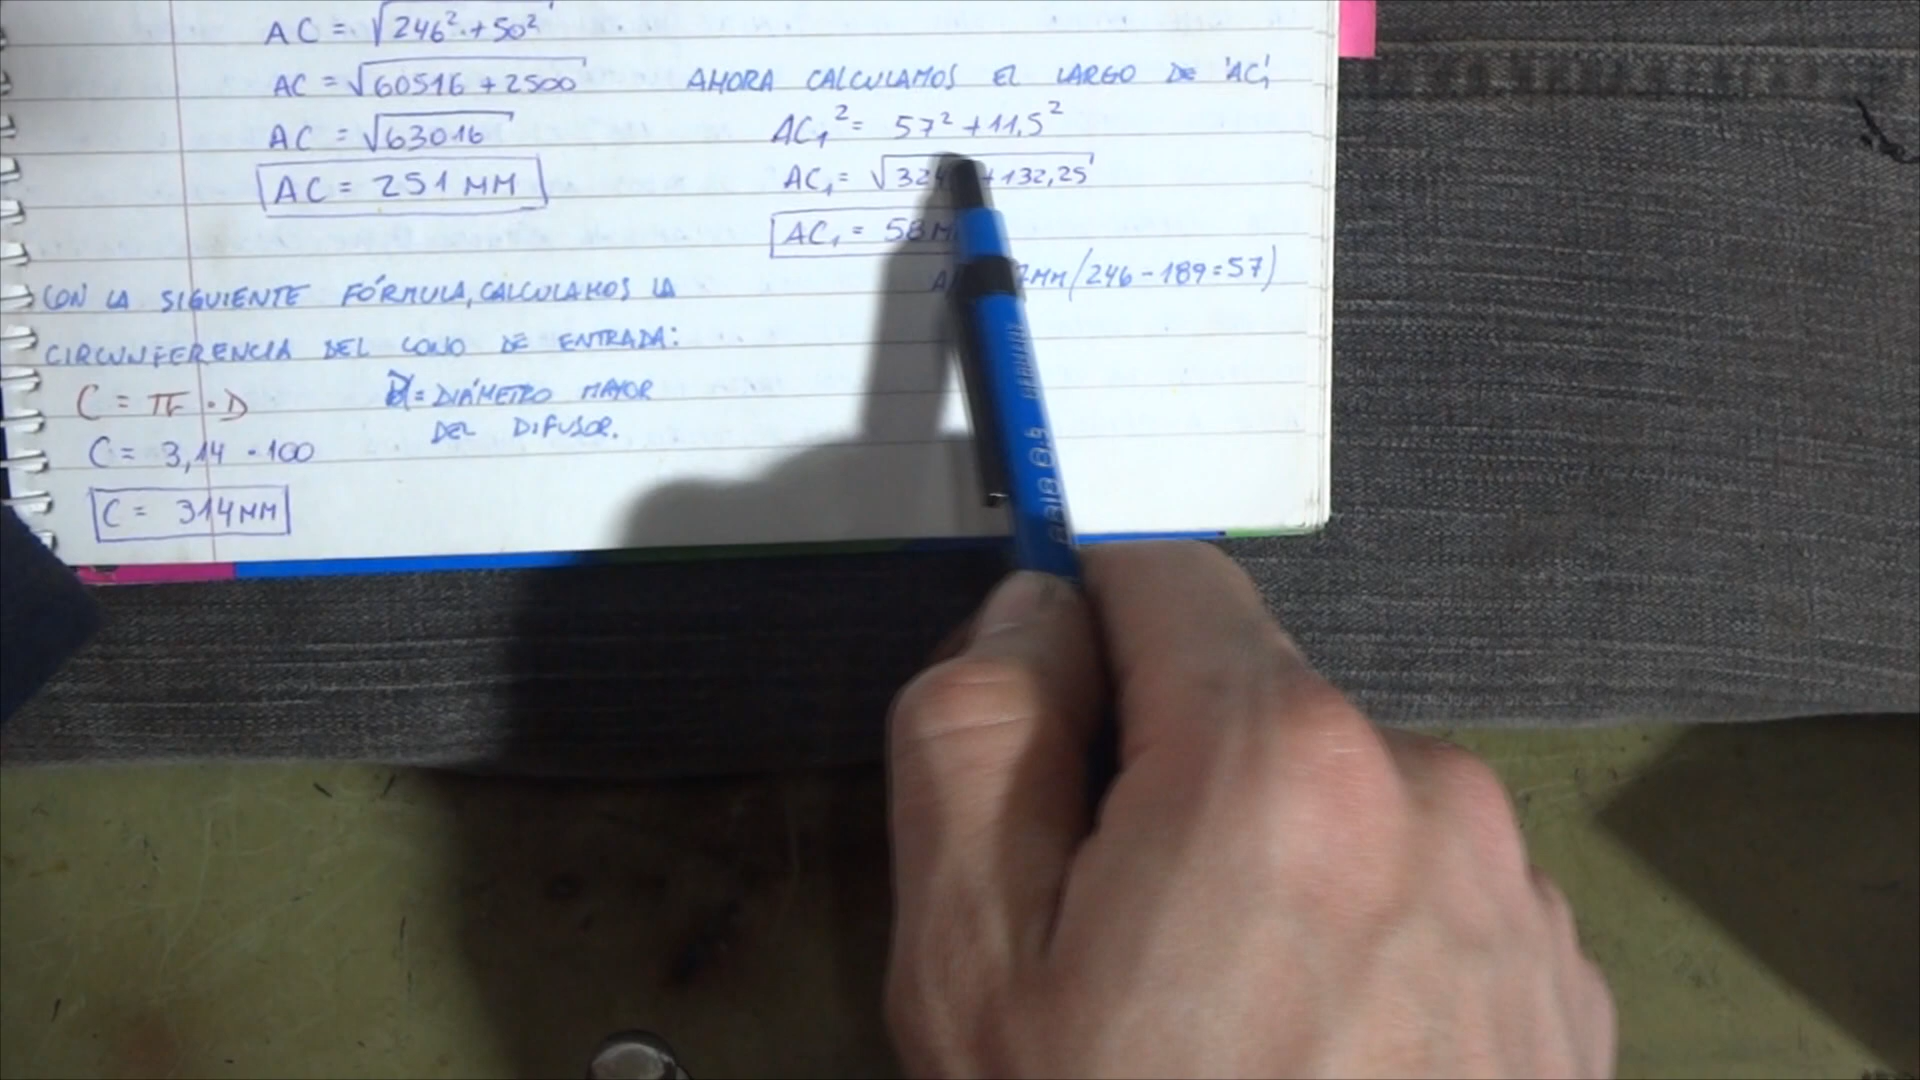 AC = √246² + 50²
AC = √60516 + 2500
AC = √63016
AC = 251 MM
CON LA SIGUIENTE FÓRMULA, CALCULAMOS LA
CIRCUNFERENCIA DEL CONO DE ENTRADA:
C = π · D
D = DIÁMETRO MAYOR
DEL DIFUSOR.
C = 3,14 · 100
C = 314 MM
AHORA CALCULAMOS EL LARGO DE 'AC₁'
AC₁² = 57² + 11,5²
AC₁ = √324 + 132,25
AC₁ = 58 M
7MM (246 - 189 = 57)